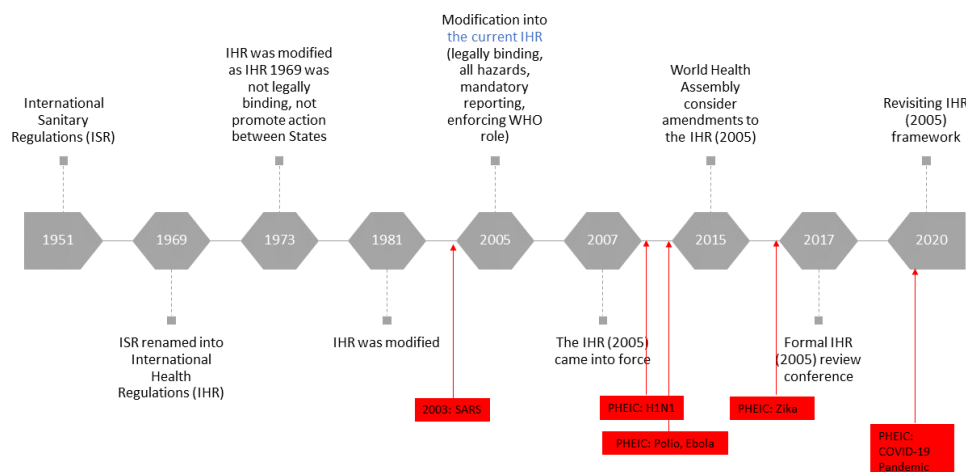 International
Sanitary
Regulations (ISR)
IHR was modified
as IHR 1969 was
not legally
binding, not
promote action
between States
Modification into
the current IHR
(legally binding,
all hazards,
mandatory
reporting,
enforcing WHO
role)
World Health
Assembly
consider
amendments to
the IHR (2005)
Revisiting IHR
(2005)
framework
1951
1969
1973
1981
2005
2007
2015
2017
2020
ISR renamed into
International
Health
Regulations (IHR)
IHR was modified
The IHR (2005)
came into force
Formal IHR
(2005) review
conference
2003: SARS
PHEIC: H1N1
PHEIC: Polio, Ebola
PHEIC: Zika
PHEIC:
COVID-19
Pandemic